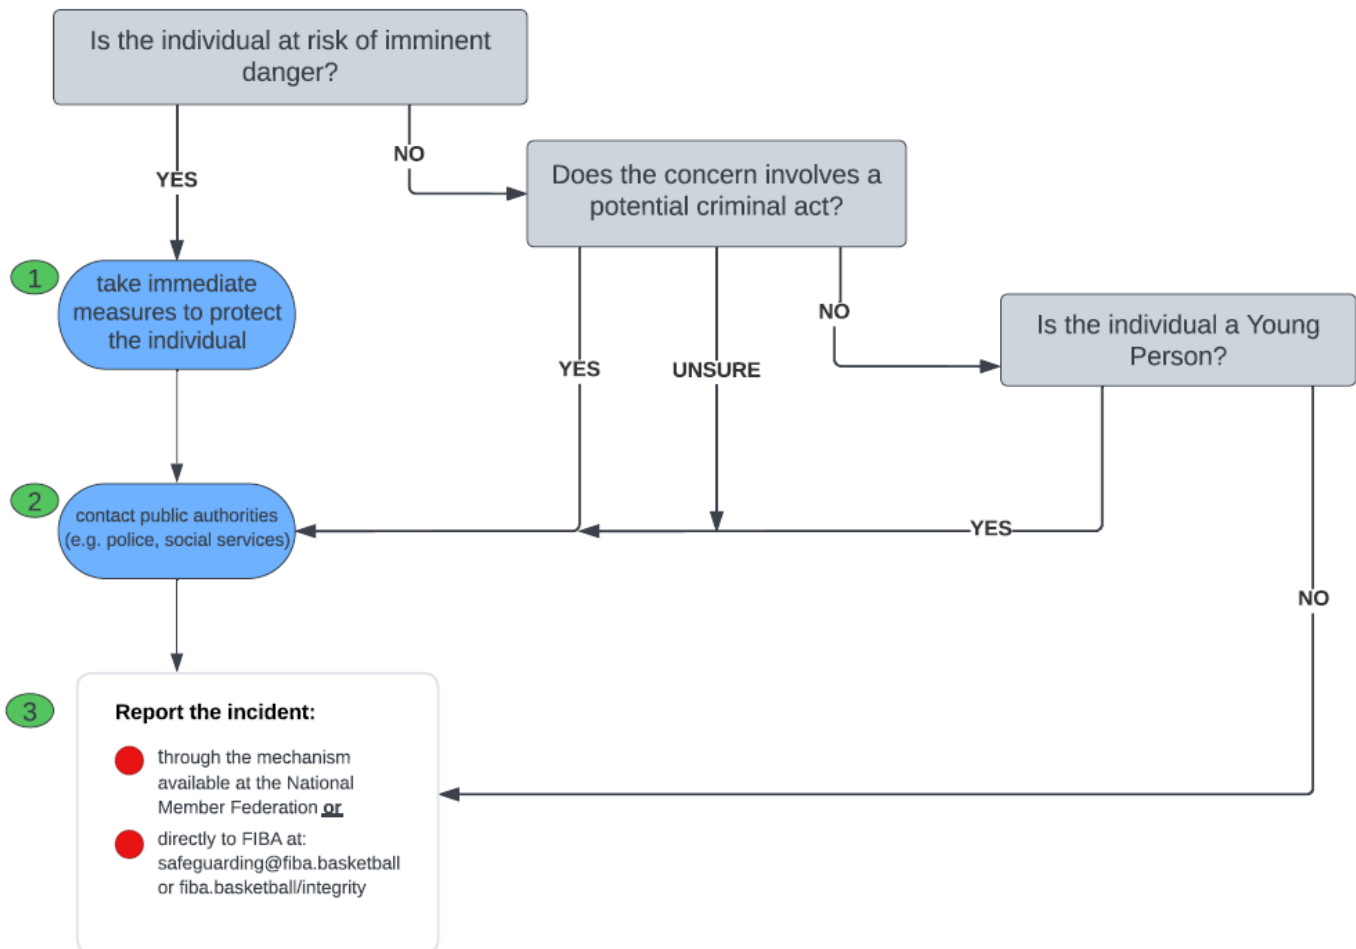 Is the individual at risk of imminent
danger?
NO
YES
Does the concern involves a
potential criminal act?
1
take immediate
measures to protect
the individual
NO
YES
UNSURE
Is the individual a Young
Person?
2
contact public authorities
(e.g. police, social services)
YES
NO
3
Report the incident:
through the mechanism
available at the National
Member Federation or
directly to FIBA at:
safeguarding@fiba.basketball
or fiba.basketball/integrity